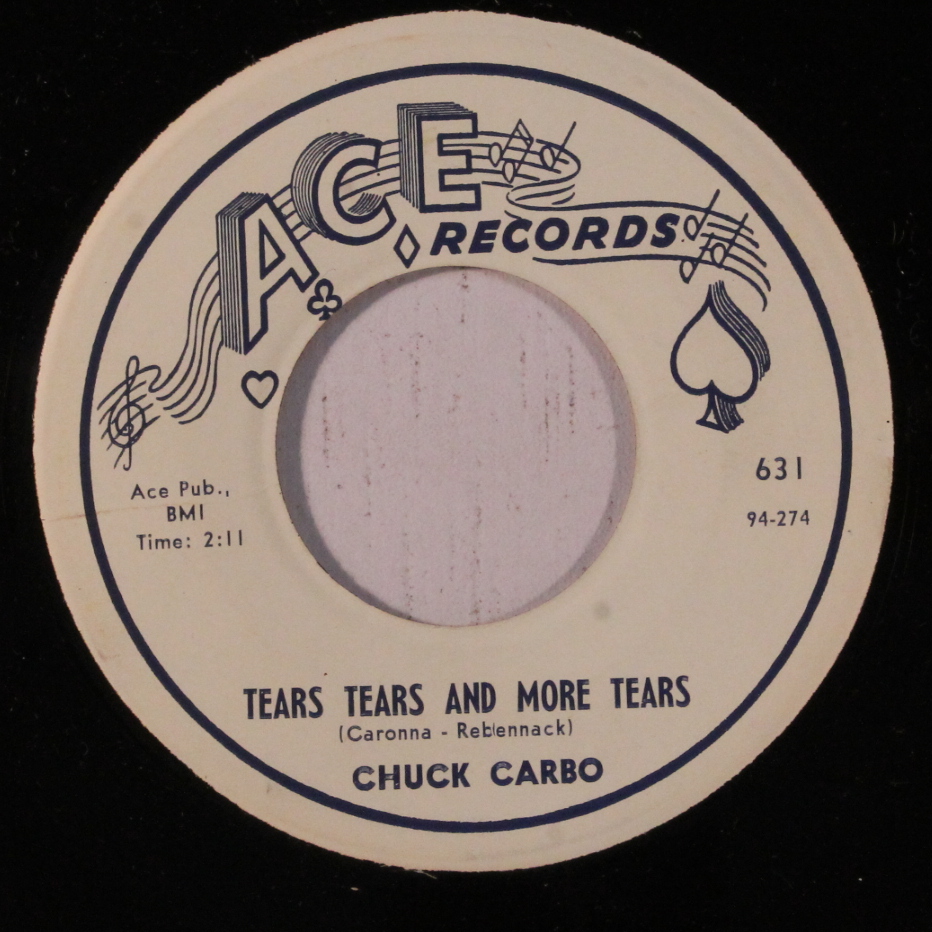 ACE
RECORDS
Ace Pub.,
BMI
Time: 2:11
631
94-274
TEARS TEARS AND MORE TEARS
(Caronna - Rebennack)
CHUCK CARBO